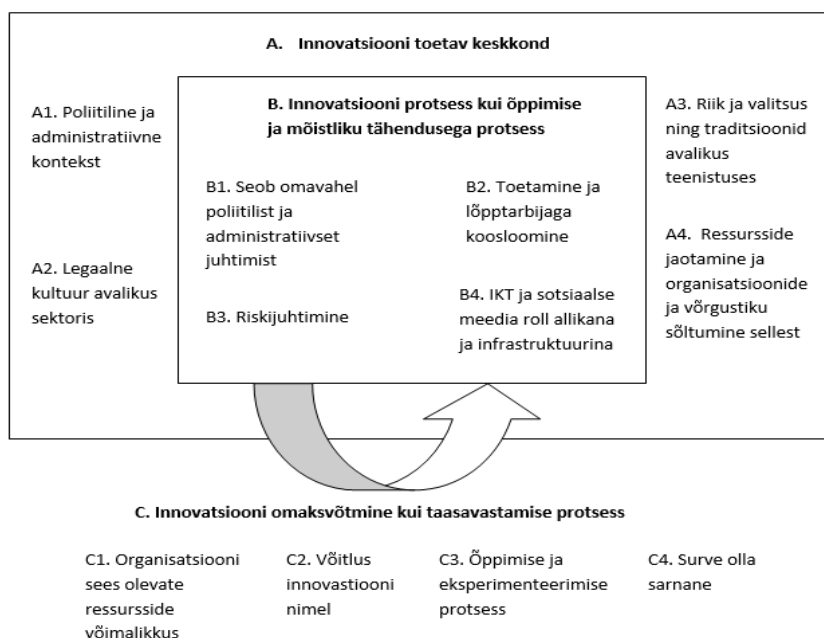 A. Innovatsiooni toetav keskkond
A1. Poliitiline ja
administratiivne
kontekst
A2. Legaalne
kultuur avalikus
sektoris
B. Innovatsiooni protsess kui õppimise
ja mõistliku tähendusega protsess
B1. Seob omavahel
poliitilist ja
administratiivset
juhtimist
B2. Toetamine ja
lõpptarbijaga
koosloomine
B3. Riskijuhtimine
B4. IKT ja sotsiaalse
meedia roll allikana
ja infrastruktuurina
A3. Riik ja valitsus
ning traditsioonid
avalikus
teenistuses
A4. Ressursside
jaotamine ja
organisatsioonide
ja võrgustiku
sõltumine sellest
C. Innovatsiooni omaksvõtmine kui taasavastamise protsess
C1. Organisatsiooni
sees olevate
ressursside
võimalikkus
C2. Võitlus
innovastiooni
nimel
C3. Õppimise ja
eksperimenteerimise
protsess
C4. Surve olla
sarnane